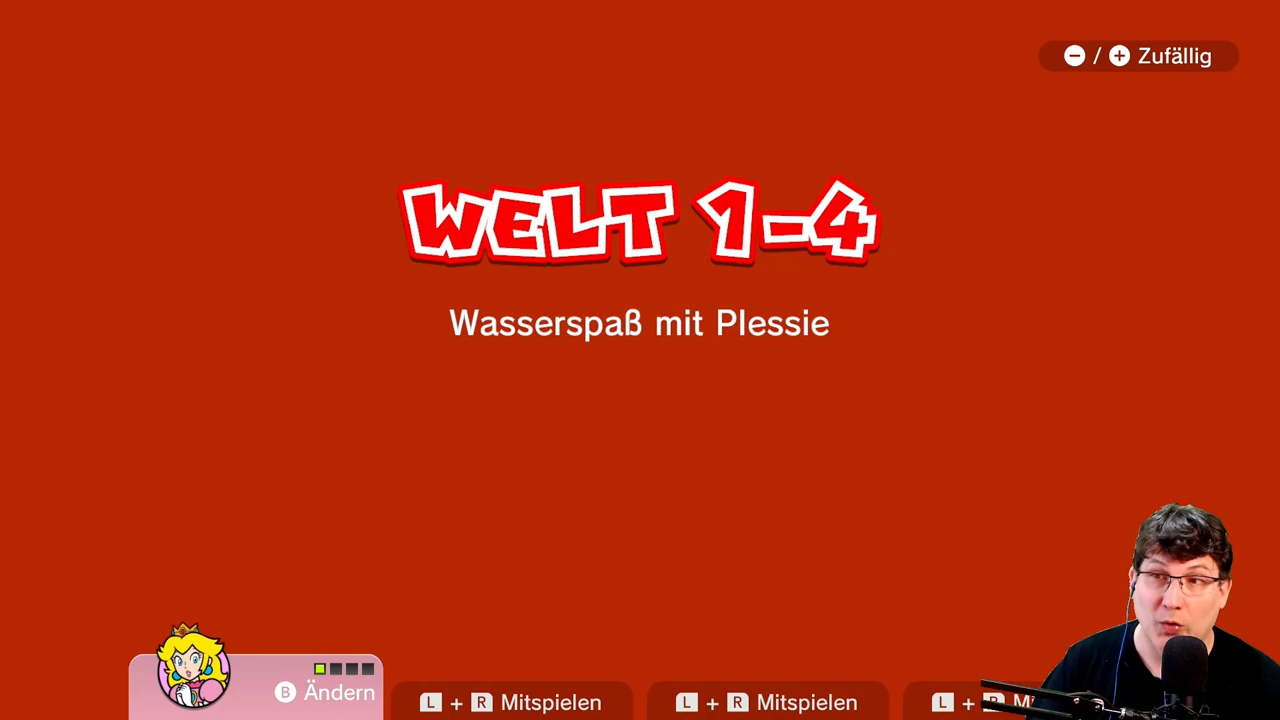 - / + Zufällig
WELT 1-4
Wasserspaß mit Plessie
B Ändern
L + R Mitspielen
L + R Mitspielen
L + R